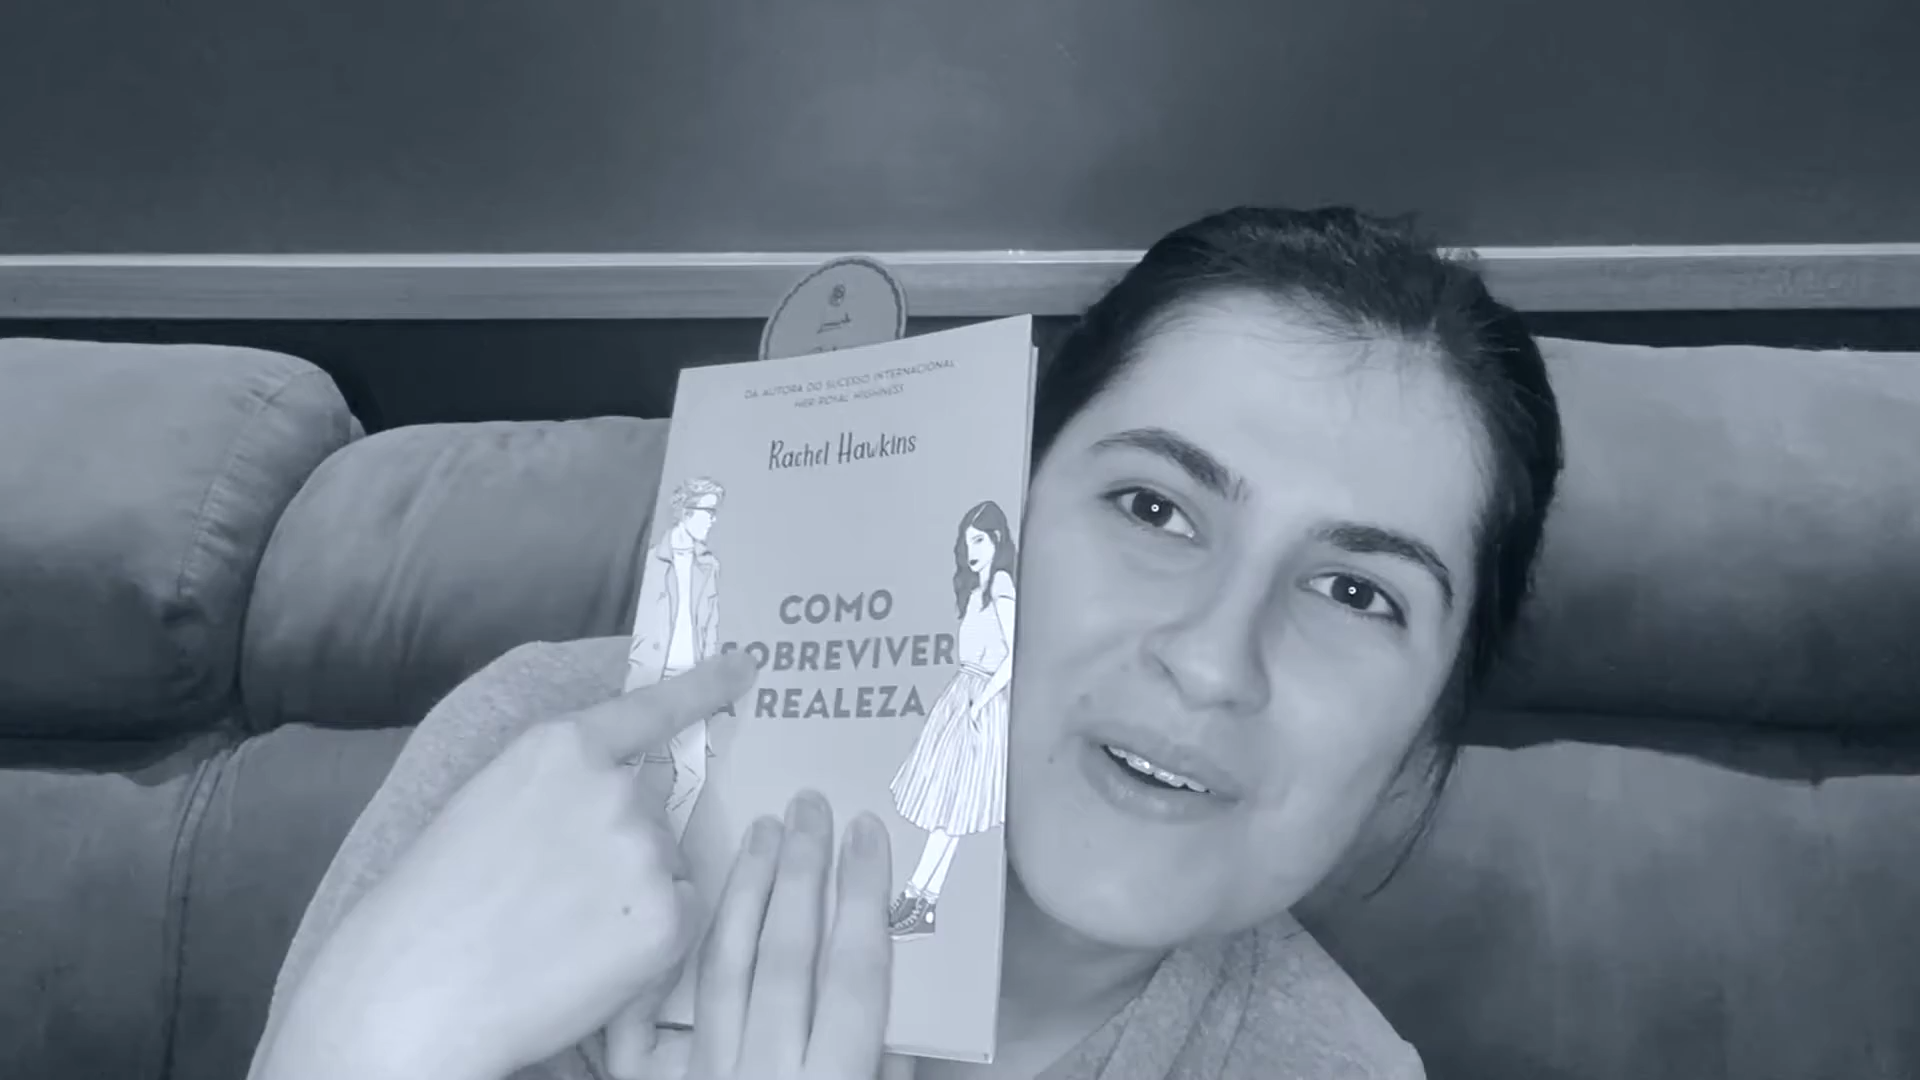 DA AUTORA DO SUCESSO INTERNACIONAL
HER ROYAL HIGHNESS
Rachel Hawkins
COMO
SOBREVIVER
À REALEZA